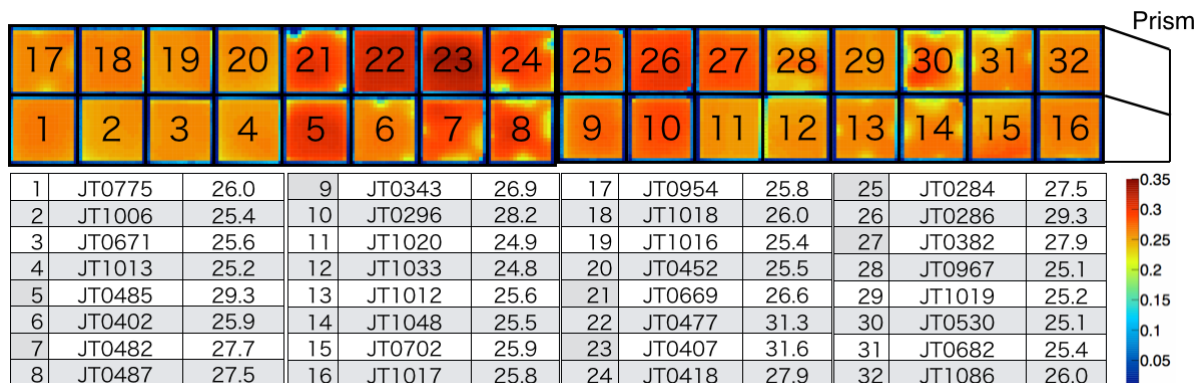 Prism
17 18 19 20 21 22 23 24 25 26 27 28 29 30 31 32
1 2 3 4 5 6 7 8 9 10 11 12 13 14 15 16
1 JT0775 26.0 9 JT0343 26.9 17 JT0954 25.8 25 JT0284 27.5
2 JT1006 25.4 10 JT0296 28.2 18 JT1018 26.0 26 JT0286 29.3
3 JT0671 25.6 11 JT1020 24.9 19 JT1016 25.4 27 JT0382 27.9
4 JT1013 25.2 12 JT1033 24.8 20 JT0452 25.5 28 JT0967 25.1
5 JT0485 29.3 13 JT1012 25.6 21 JT0669 26.6 29 JT1019 25.2
6 JT0402 25.9 14 JT1048 25.5 22 JT0477 31.3 30 JT0530 25.1
7 JT0482 27.7 15 JT0702 25.9 23 JT0407 31.6 31 JT0682 25.4
8 JT0487 27.5 16 JT1017 25.8 24 JT0418 27.9 32 JT1086 26.0
0.35
0.3
0.25
0.2
0.15
0.1
0.05